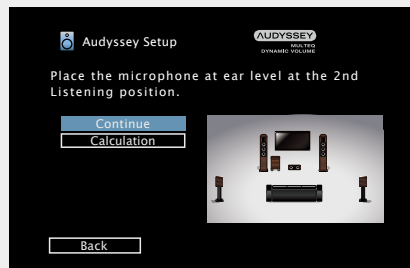 Audyssey Setup
AUDYSSEY
MULTEQ
DYNAMIC VOLUME
Place the microphone at ear level at the 2nd
Listening position.
Continue
Calculation
Back